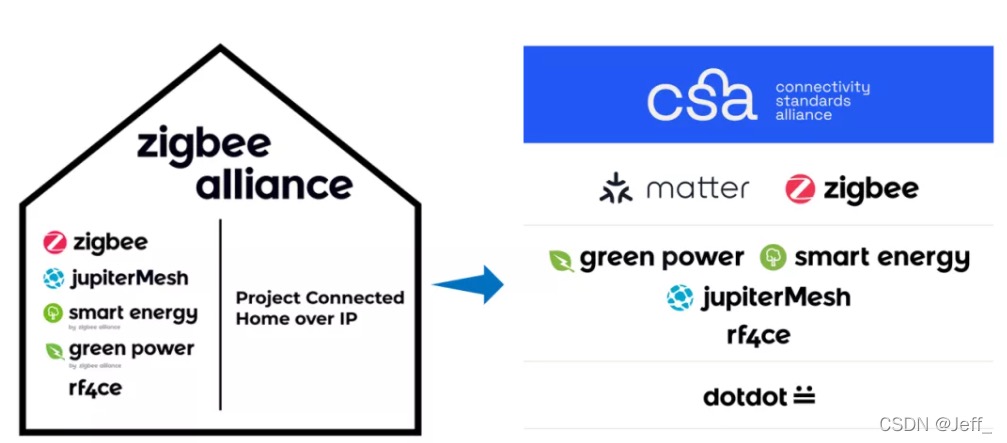 zigbee
alliance
zigbee
jupiterMesh
smart energy
by zigbee alliance
green power
by zigbee alliance
rf4ce
Project Connected
Home over IP
csa
connectivity
standards
alliance
matter
zigbee
green power
smart energy
jupiterMesh
rf4ce
dotdot
CSDN @Jeff_